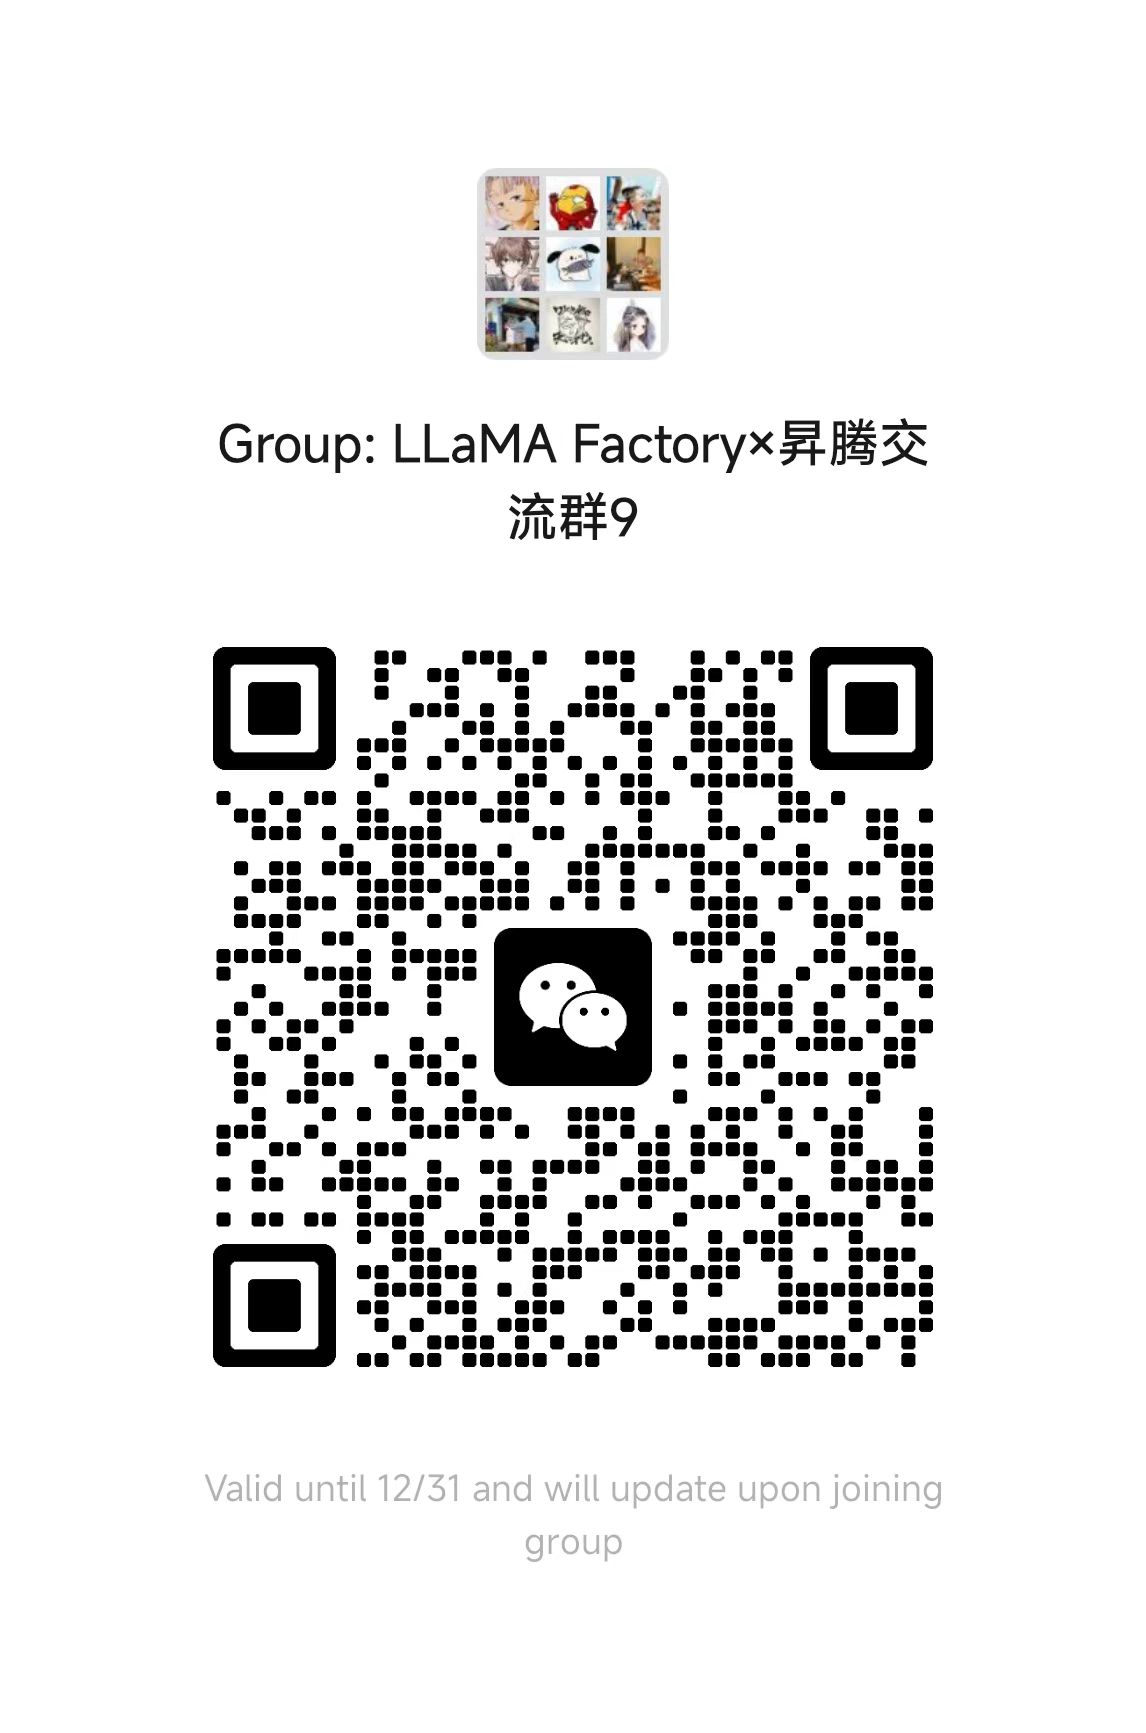 Group: LLaMA Factory×昇腾交
流群9
Valid until 12/31 and will update upon joining
group